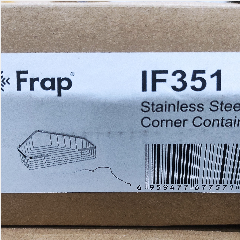 Frap®
IF351
Stainless Stee
Corner Contain